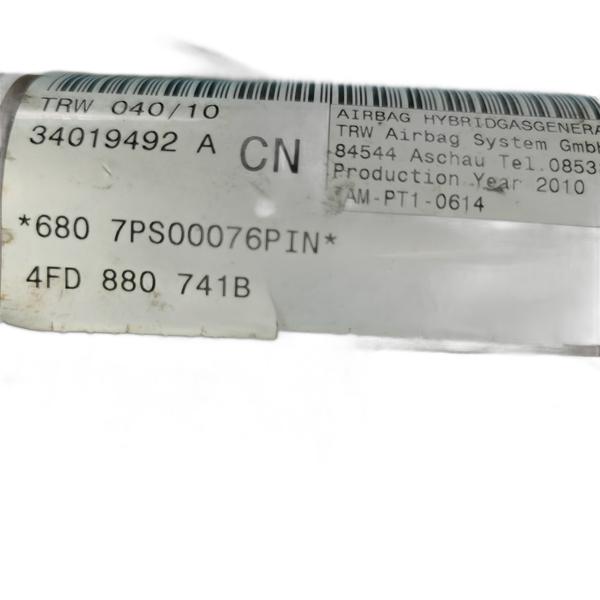 TRW 040/10
34019492 A CN
AIRBAG HYBRIDGASGENERA
TRW Airbag System Gmb
84544 Aschau Tel.0853
Production Year 2010
AM-PT1-0614
*680 7PS00076PIN*
4FD 880 741B